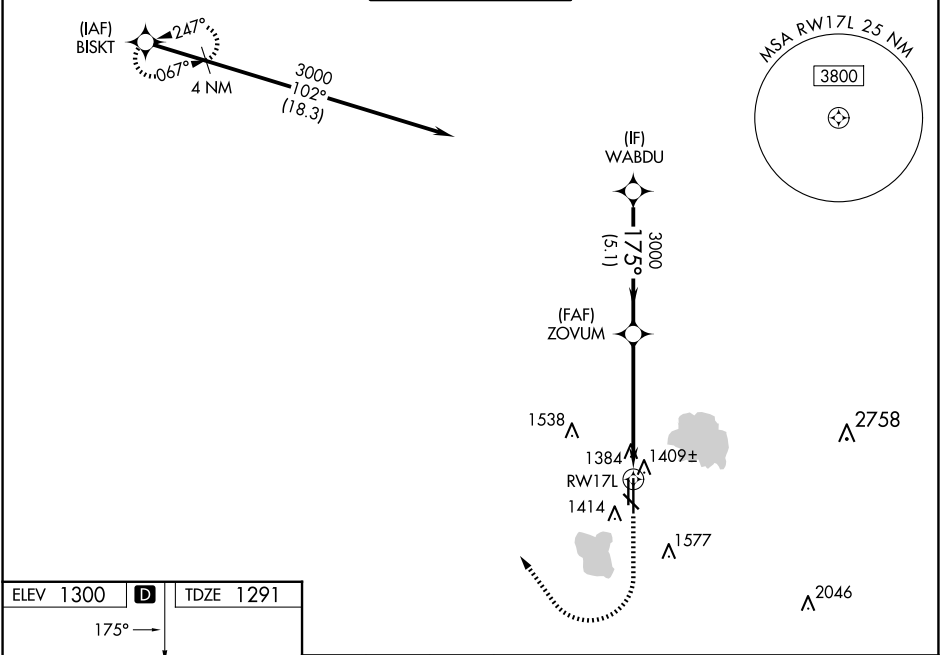 (IAF)
BISKT
247°
067°
4 NM
3000
102°
(18.3)
MSA RW17L 25 NM
3800
(IF)
WABDU
3000
175°
(5.1)
(FAF)
ZOVUM
1538
2758
1384
1409±
RW17L
1414
1577
2046
ELEV 1300 D TDZE 1291
175°